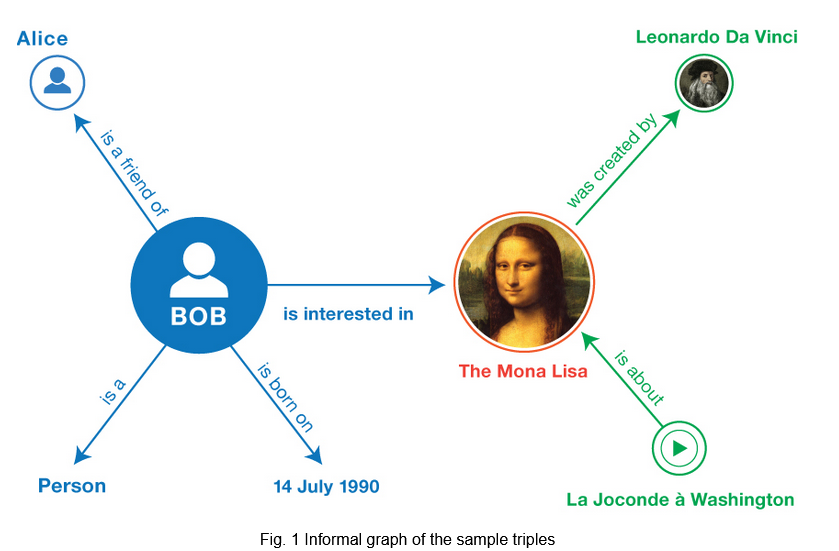 Alice
Leonardo Da Vinci
is a friend of
was created by
BOB
is interested in
The Mona Lisa
is a
is born on
is about
Person
14 July 1990
La Joconde à Washington
Fig. 1 Informal graph of the sample triples